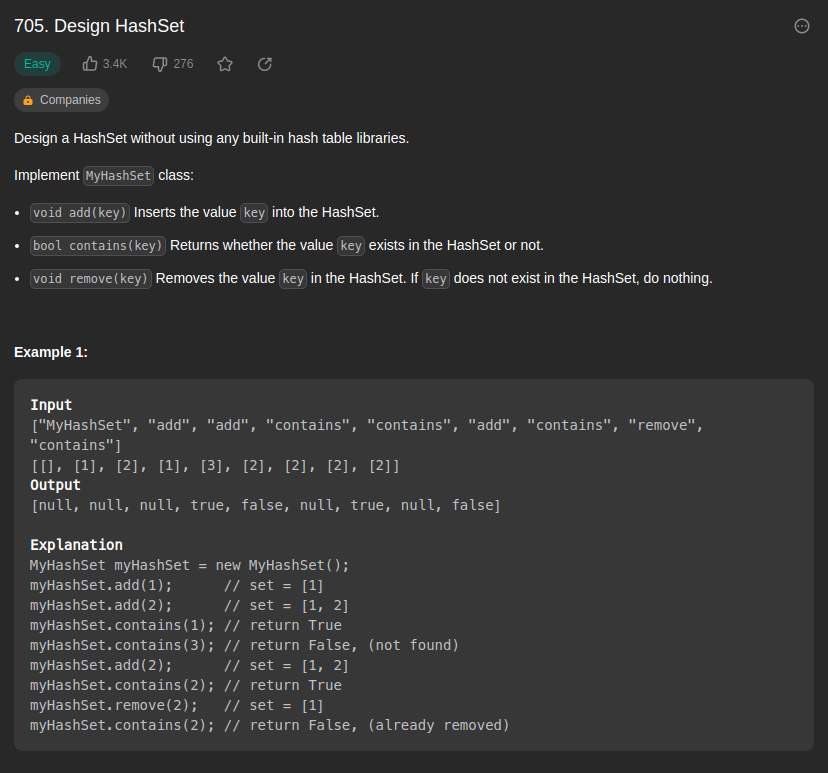 705. Design HashSet
Easy 3.4K 276
Companies
Design a HashSet without using any built-in hash table libraries.
Implement MyHashSet class:
• void add(key) Inserts the value key into the HashSet.
• bool contains(key) Returns whether the value key exists in the HashSet or not.
• void remove(key) Removes the value key in the HashSet. If key does not exist in the HashSet, do nothing.
Example 1:
Input
["MyHashSet", "add", "add", "contains", "contains", "add", "contains", "remove",
"contains"]
[[], [1], [2], [1], [3], [2], [2], [2], [2]]
Output
[null, null, null, true, false, null, true, null, false]
Explanation
MyHashSet myHashSet = new MyHashSet();
myHashSet.add(1);      // set = [1]
myHashSet.add(2);      // set = [1, 2]
myHashSet.contains(1); // return True
myHashSet.contains(3); // return False, (not found)
myHashSet.add(2);      // set = [1, 2]
myHashSet.contains(2); // return True
myHashSet.remove(2);   // set = [1]
myHashSet.contains(2); // return False, (already removed)